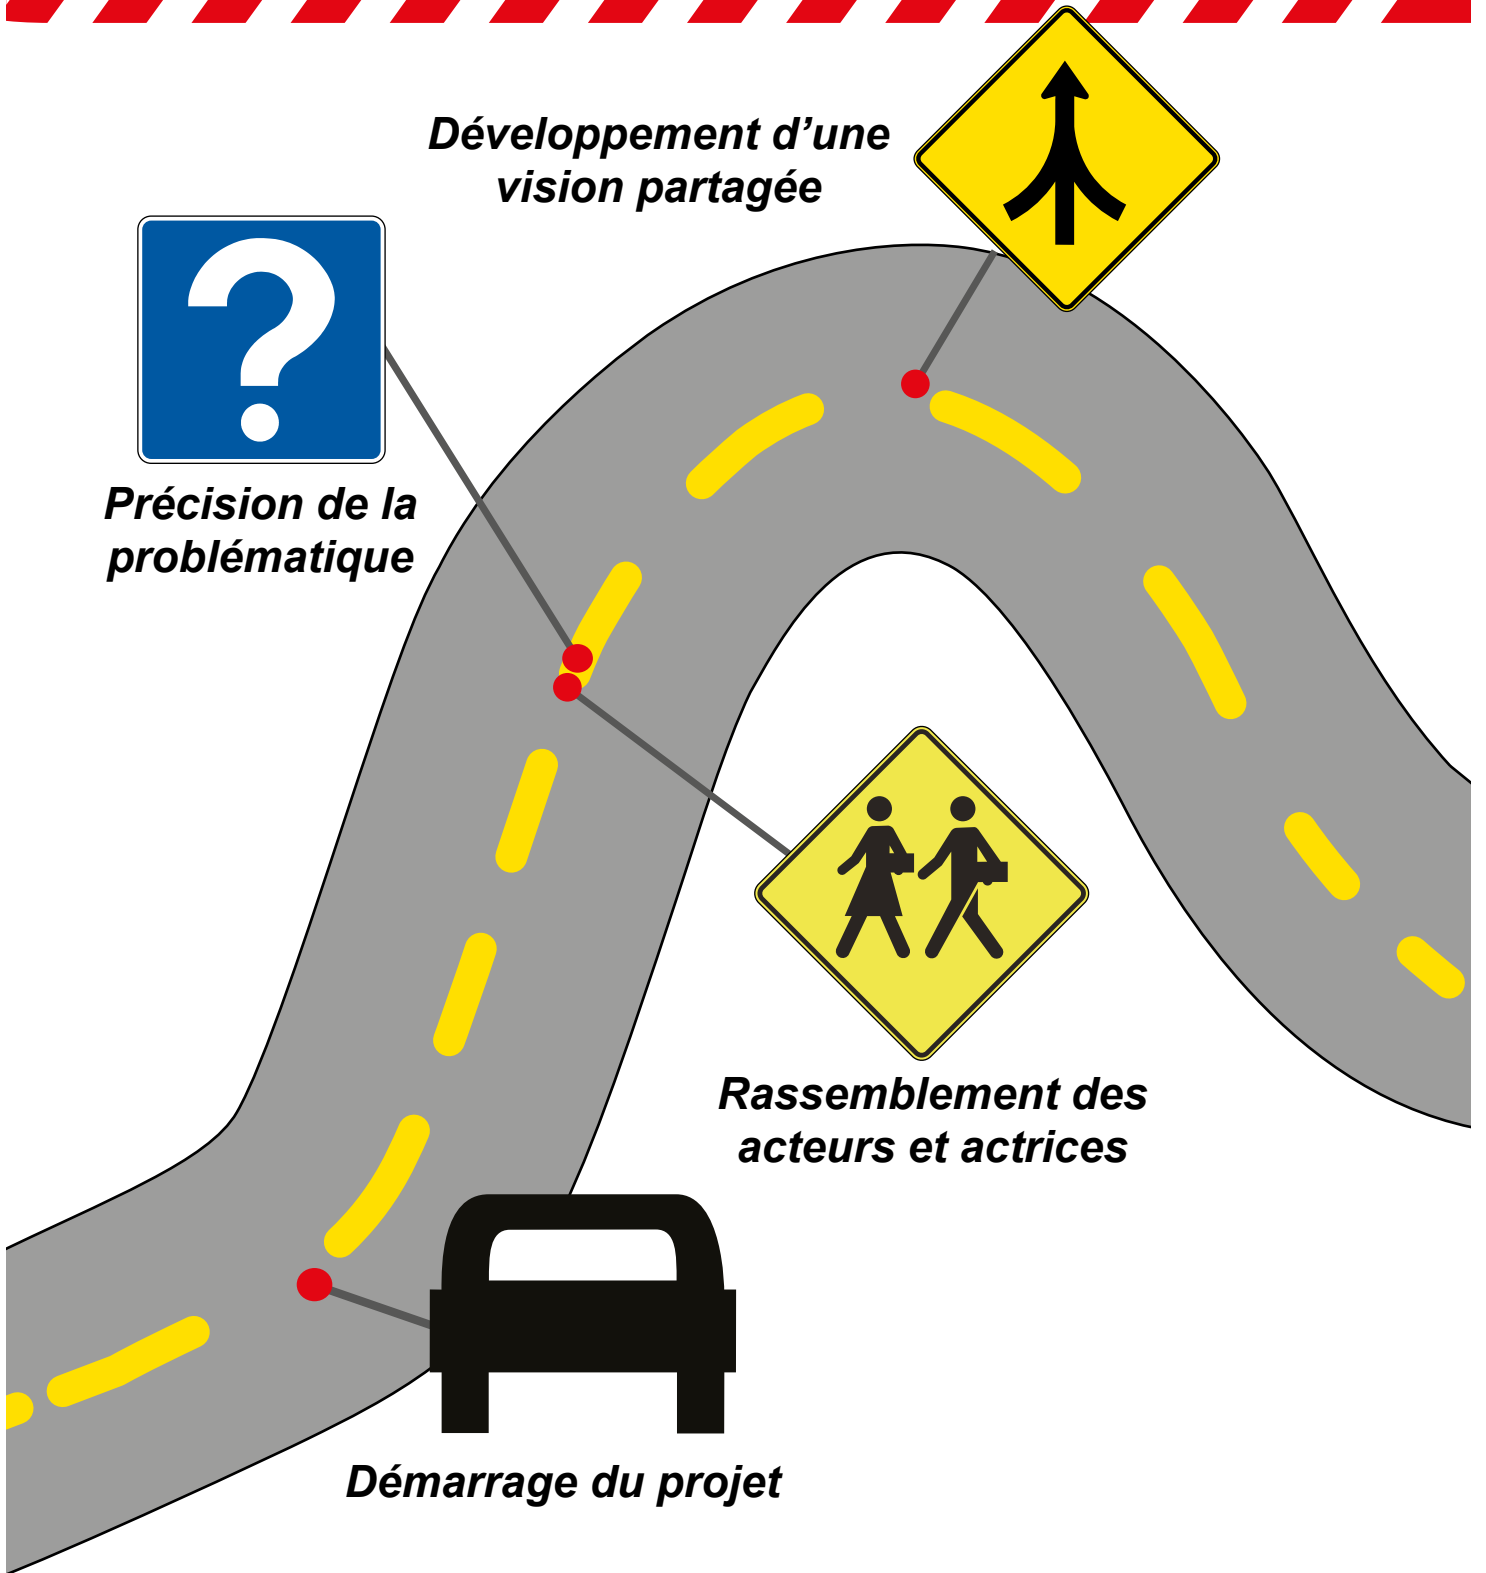 Développement d’une
vision partagée
?
Précision de la
problématique
Rassemblement des
acteurs et actrices
Démarrage du projet